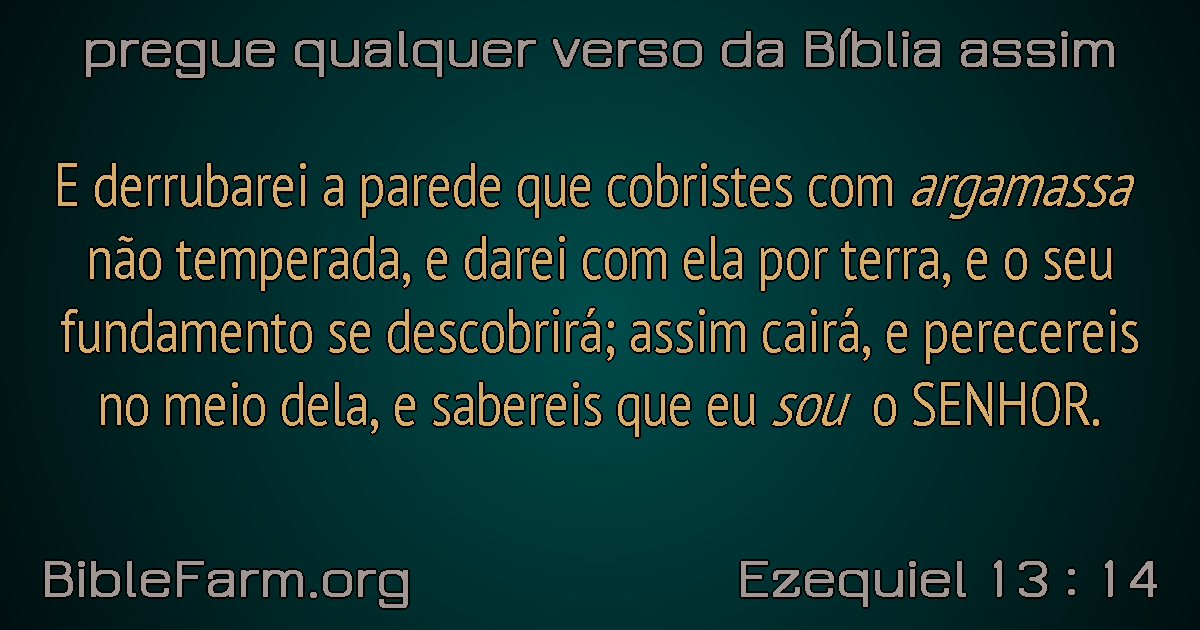 pregue qualquer verso da Bíblia assim
E derrubarei a parede que cobristes com argamassa
não temperada, e darei com ela por terra, e o seu
fundamento se descobrirá; assim cairá, e perecereis
no meio dela, e sabereis que eu sou o SENHOR.
BibleFarm.org
Ezequiel 13 : 14